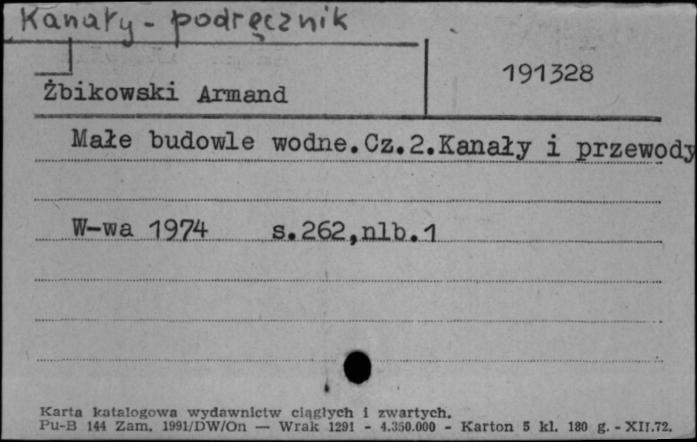 Kanały - podręcznik
191328
Żbikowski Armand
Małe budowle wodne.Cz.2.Kanały i przewody
W-wa 1974 s.262,nlb.1
Karta katalogowa wydawnictw ciągłych i zwartych.
Pu-B 144 Zam. 1991/DW/On — Wrak 1291 - 4.350.000 - Karton 5 kl. 180 g. - XII.72.